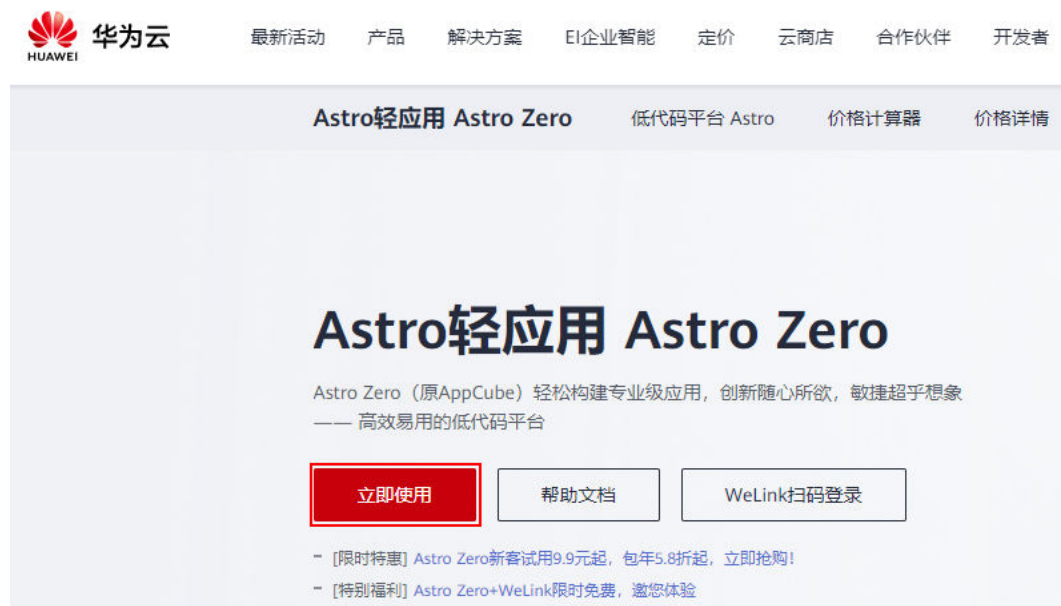 HUAWEI 华为云 最新活动 产品 解决方案 EI企业智能 定价 云商店 合作伙伴 开发者
Astro轻应用 Astro Zero 低代码平台 Astro 价格计算器 价格详情
Astro轻应用 Astro Zero
Astro Zero（原AppCube）轻松构建专业级应用，创新随心所欲，敏捷超乎想象
—— 高效易用的低代码平台
立即使用 帮助文档 WeLink扫码登录
- [限时特惠] Astro Zero新客试用9.9元起，包年5.8折起，立即抢购!
- [特别福利] Astro Zero+WeLink限时免费，邀您体验